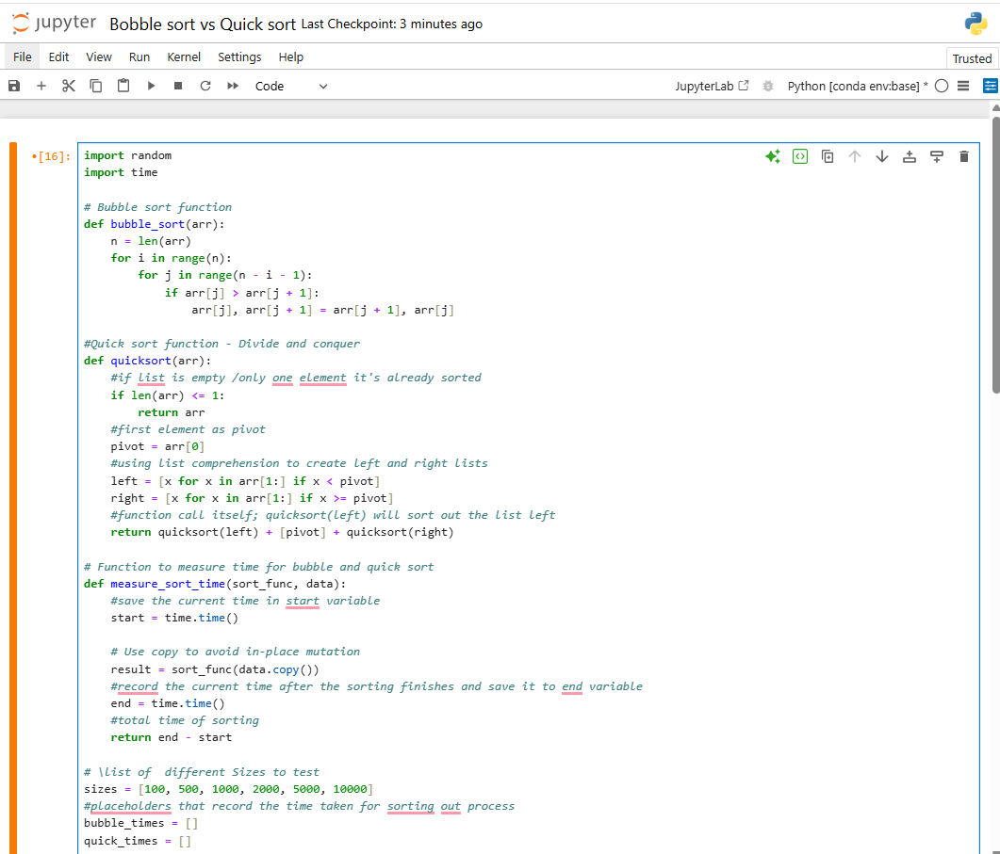 jupyter Bobble sort vs Quick sort Last Checkpoint: 3 minutes ago
File Edit View Run Kernel Settings Help Trusted
Code JupyterLab Python [conda env:base] *
•[16]:
import random
import time

# Bubble sort function
def bubble_sort(arr):
    n = len(arr)
    for i in range(n):
        for j in range(n - i - 1):
            if arr[j] > arr[j + 1]:
                arr[j], arr[j + 1] = arr[j + 1], arr[j]

#Quick sort function - Divide and conquer
def quicksort(arr):
    #if list is empty /only one element it's already sorted
    if len(arr) <= 1:
        return arr
    #first element as pivot
    pivot = arr[0]
    #using list comprehension to create left and right lists
    left = [x for x in arr[1:] if x < pivot]
    right = [x for x in arr[1:] if x >= pivot]
    #function call itself; quicksort(left) will sort out the list left
    return quicksort(left) + [pivot] + quicksort(right)

# Function to measure time for bubble and quick sort
def measure_sort_time(sort_func, data):
    #save the current time in start variable
    start = time.time()

    # Use copy to avoid in-place mutation
    result = sort_func(data.copy())
    #record the current time after the sorting finishes and save it to end variable
    end = time.time()
    #total time of sorting
    return end - start

# \list of  different Sizes to test
sizes = [100, 500, 1000, 2000, 5000, 10000]
#placeholders that record the time taken for sorting out process
bubble_times = []
quick_times = []